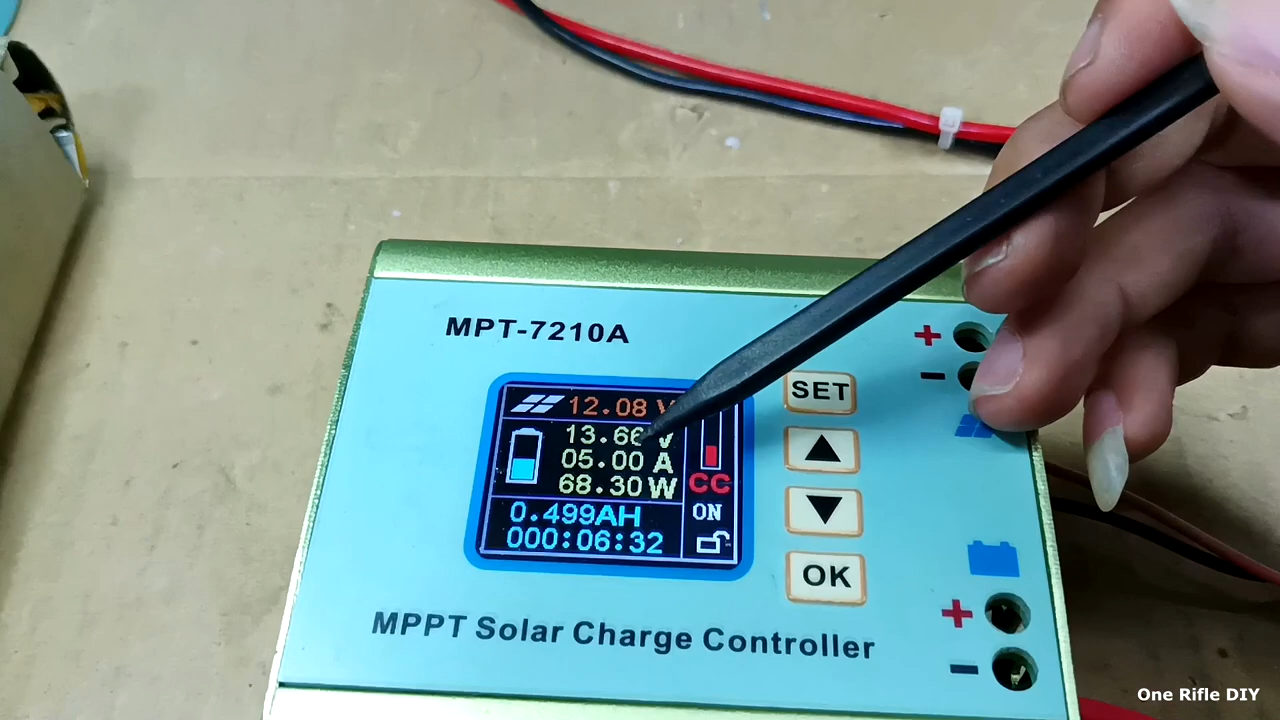 MPT-7210A
12.08 V
13.66 V
05.00 A
68.30 W
CC
0.499AH
ON
000:06:32
SET
OK
+
−
+
−
MPPT Solar Charge Controller
One Rifle DIY